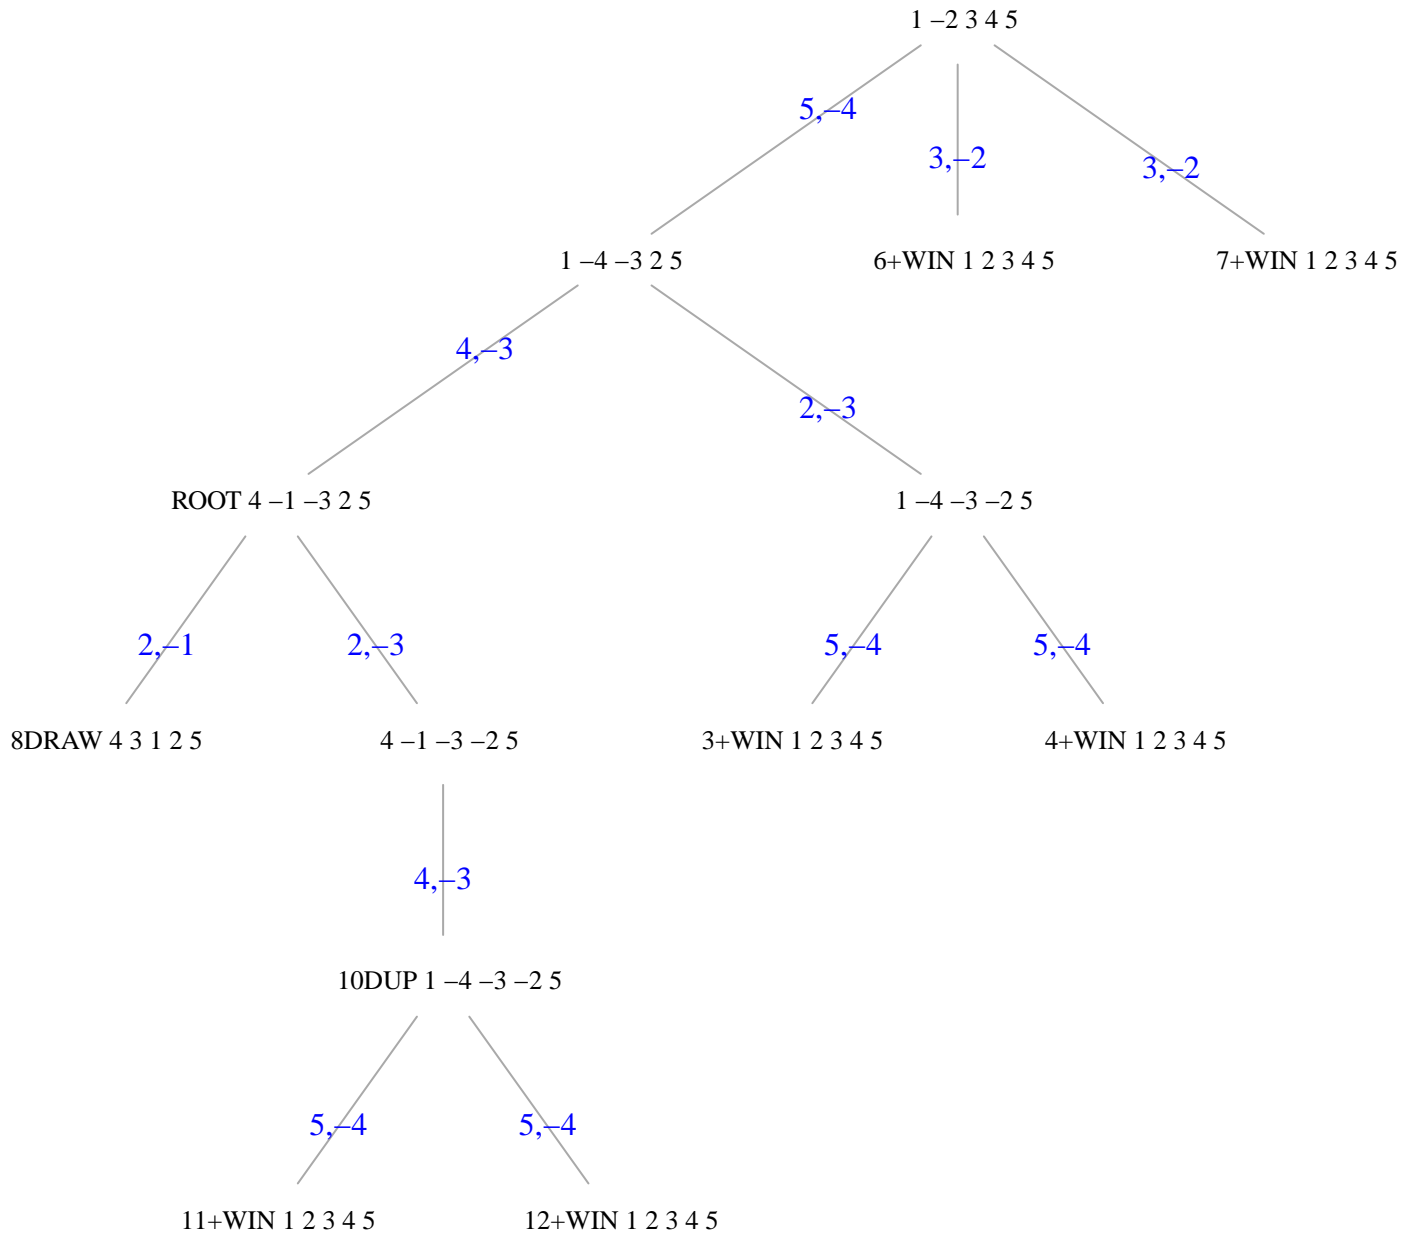 1 –2 3 4 5
5,–4
3,–2
3,–2
1 –4 –3 2 5
6+WIN 1 2 3 4 5
7+WIN 1 2 3 4 5
4,–3
2,–3
ROOT 4 –1 –3 2 5
1 –4 –3 –2 5
2,–1
2,–3
5,–4
5,–4
8DRAW 4 3 1 2 5
4 –1 –3 –2 5
3+WIN 1 2 3 4 5
4+WIN 1 2 3 4 5
4,–3
10DUP 1 –4 –3 –2 5
5,–4
5,–4
11+WIN 1 2 3 4 5
12+WIN 1 2 3 4 5